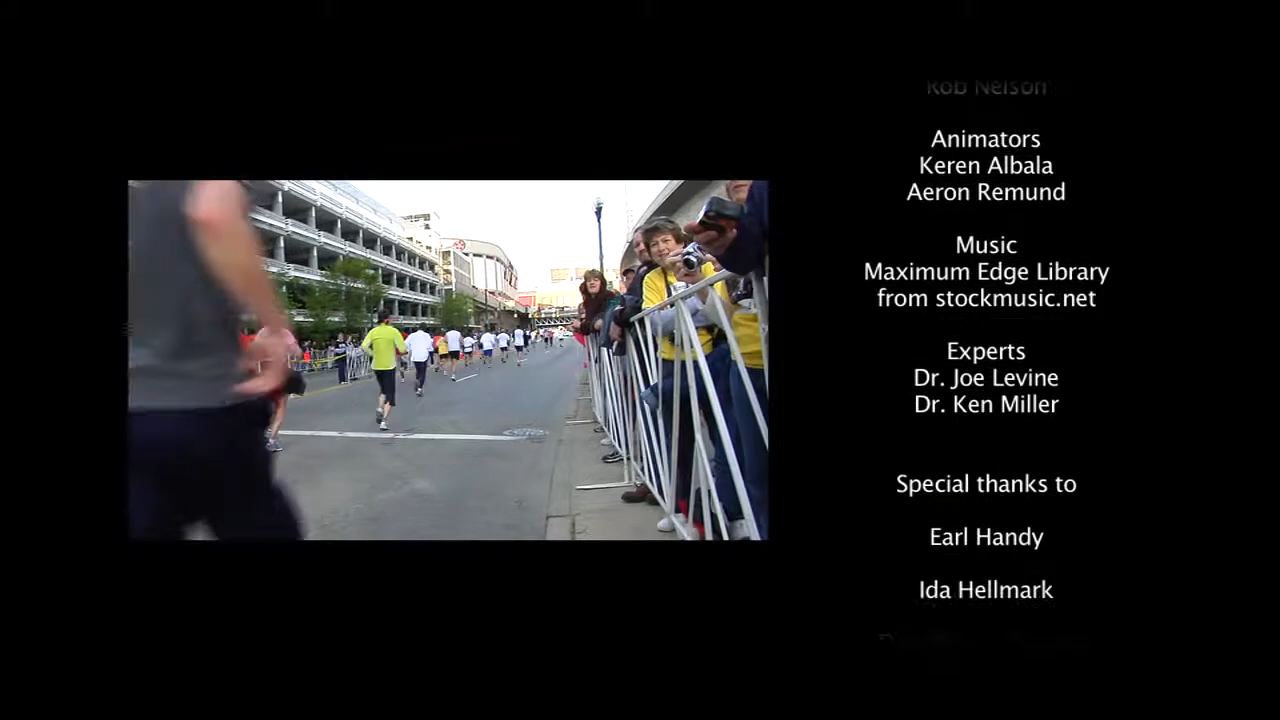 Rob Nelson
Animators
Keren Albala
Aeron Remund
Music
Maximum Edge Library
from stockmusic.net
Experts
Dr. Joe Levine
Dr. Ken Miller
Special thanks to
Earl Handy
Ida Hellmark